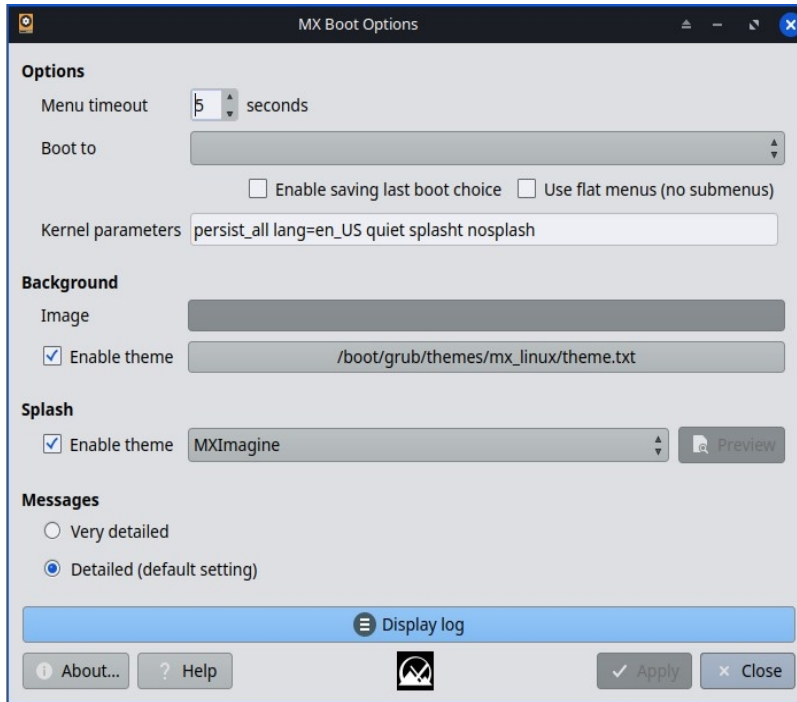 MX Boot Options
Options
Menu timeout 5 seconds
Boot to
Enable saving last boot choice Use flat menus (no submenus)
Kernel parameters persist_all lang=en_US quiet splasht nosplash
Background
Image
Enable theme /boot/grub/themes/mx_linux/theme.txt
Splash
Enable theme MXImagine Preview
Messages
Very detailed
Detailed (default setting)
Display log
About... Help Apply Close